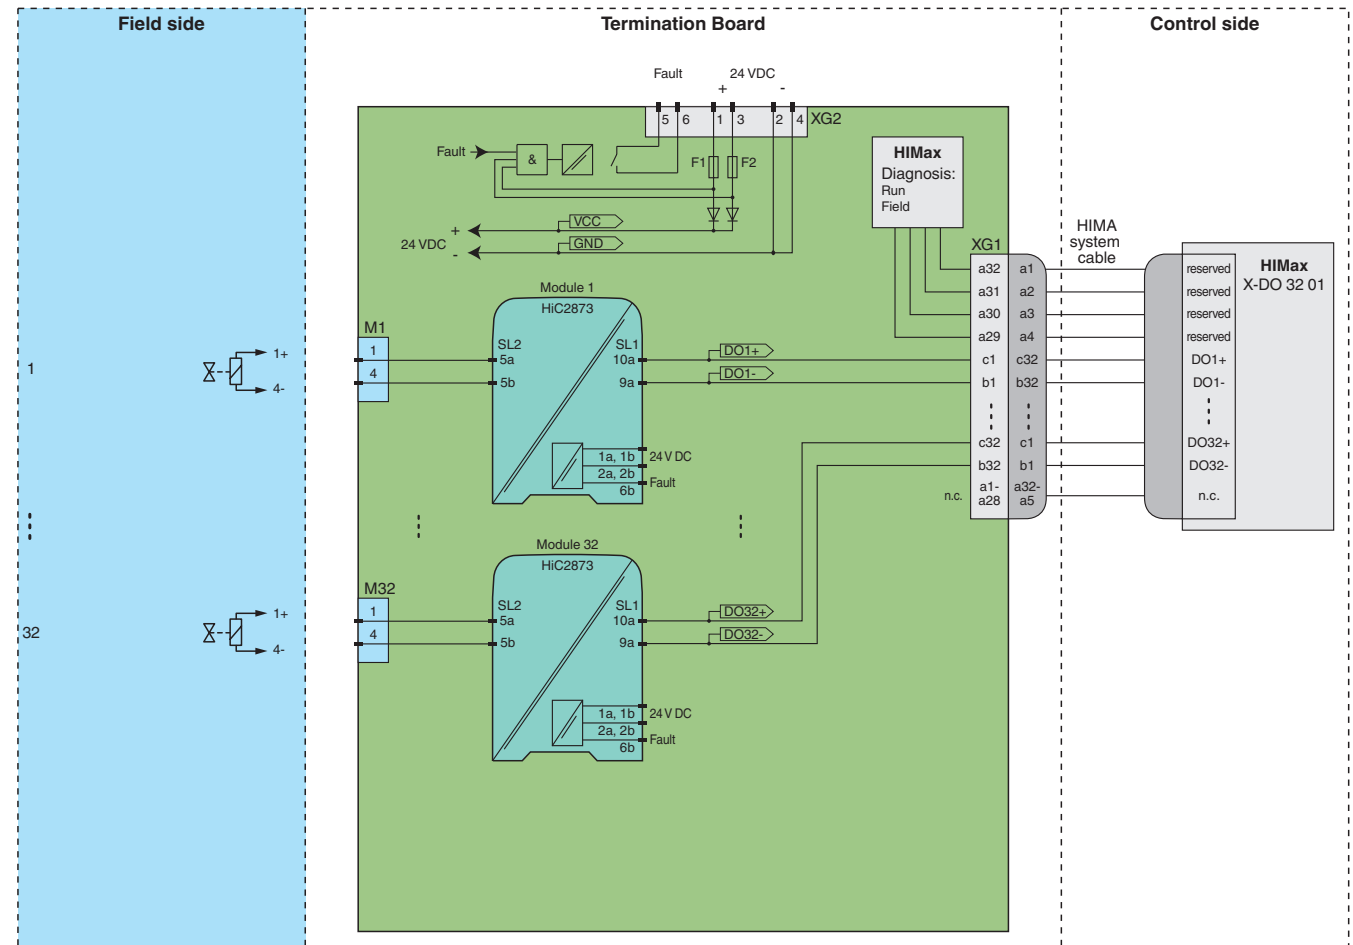 Field side
Termination Board
Control side
Fault
24 VDC
+
-
5
6
1
3
2
4
XG2
Fault
&
F1
F2
VCC
GND
+
24 VDC
-
HIMax
Diagnosis:
Run
Field
HIMA
system
cable
XG1
a32 a1
a31 a2
a30 a3
a29 a4
c1 c32
b1 b32
c32 c1
b32 b1
n.c.
a1- a32-
a28 a5
reserved
reserved
reserved
reserved
DO1+
DO1-
DO32+
DO32-
n.c.
HIMax
X-DO 32 01
1
1+
4-
M1
1
4
Module 1
HiC2873
SL2
5a
5b
SL1
10a
9a
DO1+
DO1-
1a, 1b
24 V DC
2a, 2b
Fault
6b
32
1+
4-
M32
1
4
Module 32
HiC2873
SL2
5a
5b
SL1
10a
9a
DO32+
DO32-
1a, 1b
24 V DC
2a, 2b
Fault
6b